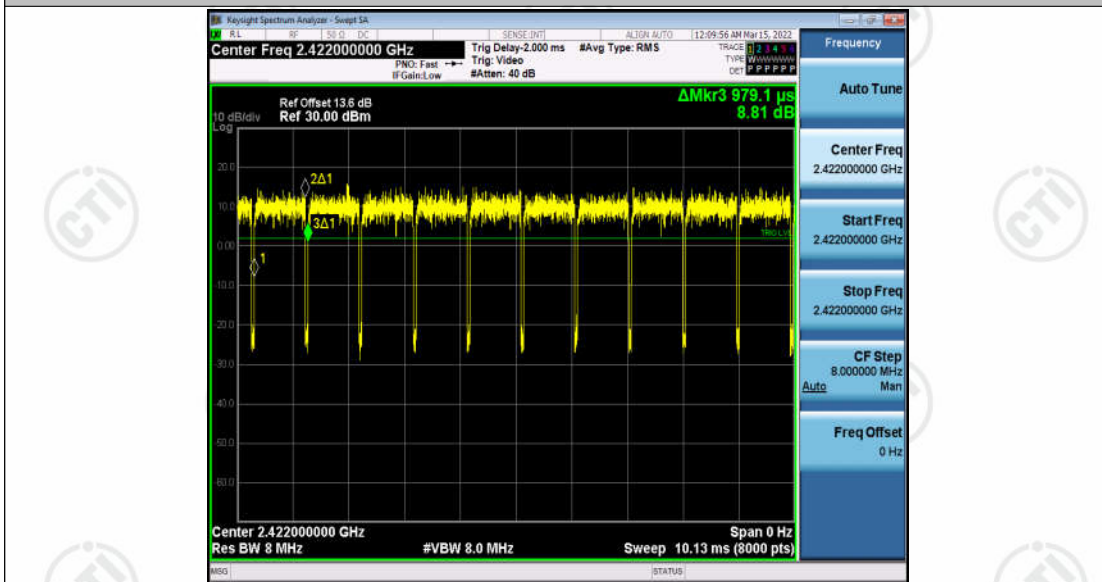 Keysight Spectrum Analyzer - Swept SA
RL RF 50 Ω DC SENSE:INT ALIGN AUTO 12:09:56 AM Mar 15, 2022
Center Freq 2.422000000 GHz
PNO: Fast
IFGain:Low
Trig Delay-2.000 ms
Trig: Video
#Atten: 40 dB
#Avg Type: RMS
TRACE 1 2 3 4 5 6
TYPE WWWWWW
DET P P P P P P
ΔMkr3 979.1 µs
8.81 dB
Ref Offset 13.6 dB
10 dB/div Ref 30.00 dBm
Log
20.0
10.0
0.00
-10.0
-20.0
-30.0
-40.0
-50.0
-60.0
2Δ1
3Δ1
1
TRIG LVL
Center 2.422000000 GHz Span 0 Hz
Res BW 8 MHz #VBW 8.0 MHz Sweep 10.13 ms (8000 pts)
MSG STATUS
Frequency
Auto Tune
Center Freq
2.422000000 GHz
Start Freq
2.422000000 GHz
Stop Freq
2.422000000 GHz
CF Step
8.000000 MHz
Auto Man
Freq Offset
0 Hz
CTI
CTI